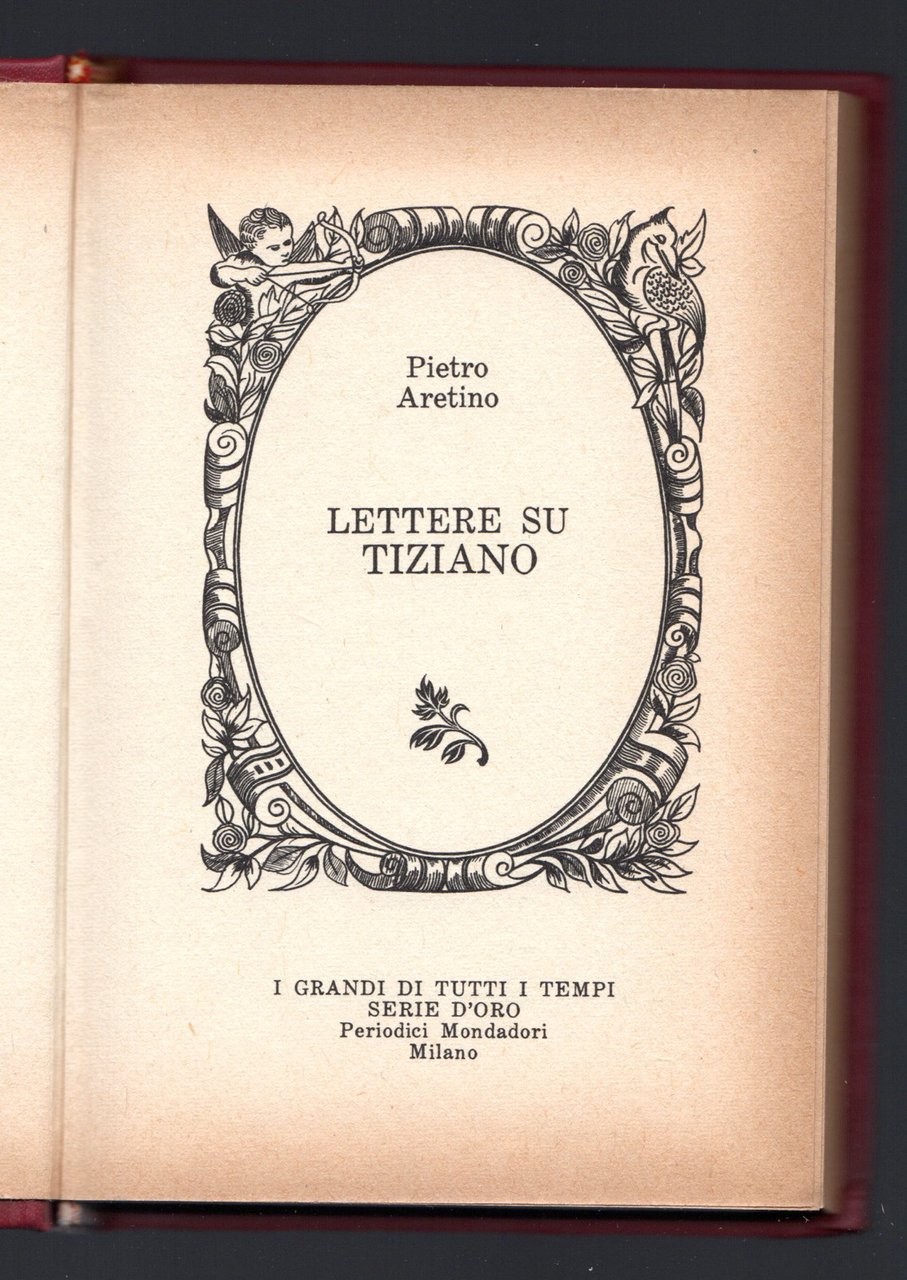 Pietro
Aretino
LETTERE SU
TIZIANO
I GRANDI DI TUTTI I TEMPI
SERIE D'ORO
Periodici Mondadori
Milano